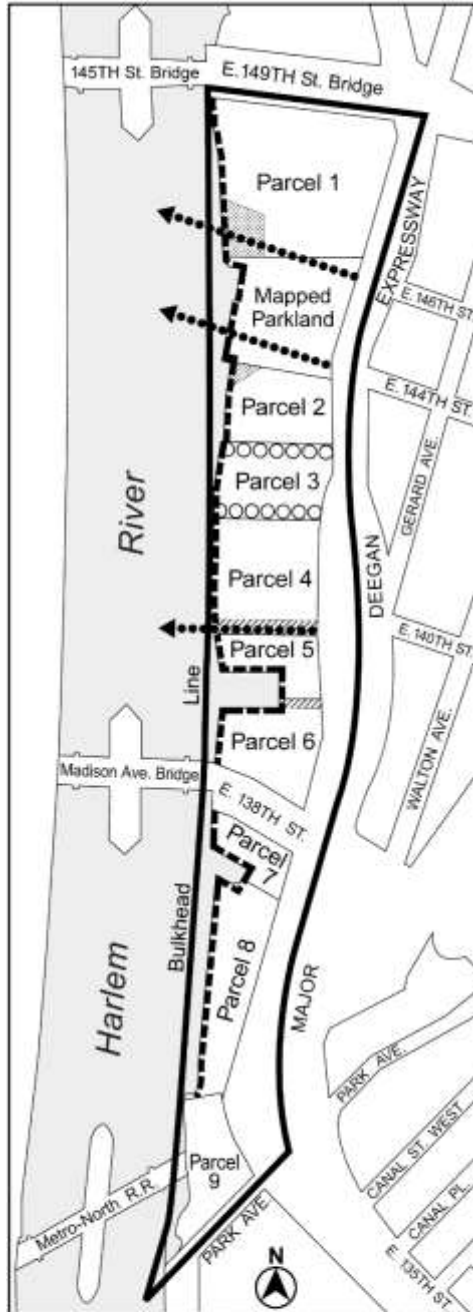 145TH St. Bridge
E. 149TH St. Bridge
Parcel 1
EXPRESSWAY
E. 146TH ST.
Mapped
Parkland
E. 144TH ST.
Parcel 2
GERARD AVE.
Parcel 3
River
Parcel 4
DEEGAN
E. 140TH ST.
Parcel 5
Line
Parcel 6
WALTON AVE.
Madison Ave. Bridge
E. 138TH ST.
Parcel
7
Bulkhead
Parcel 8
Harlem
MAJOR
PARK AVE.
CANAL ST. WEST
CANAL PL.
E. 135TH ST.
Parcel
9
Metro-North R.R.
PARK AVE
N